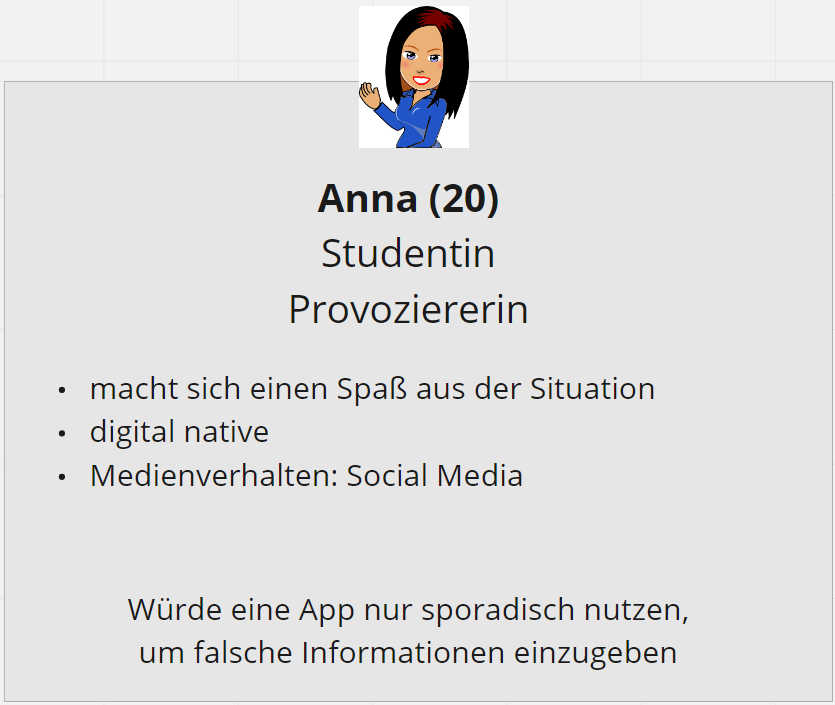 Anna (20)
Studentin
Provoziererin
• macht sich einen Spaß aus der Situation
• digital native
• Medienverhalten: Social Media
Würde eine App nur sporadisch nutzen,
um falsche Informationen einzugeben